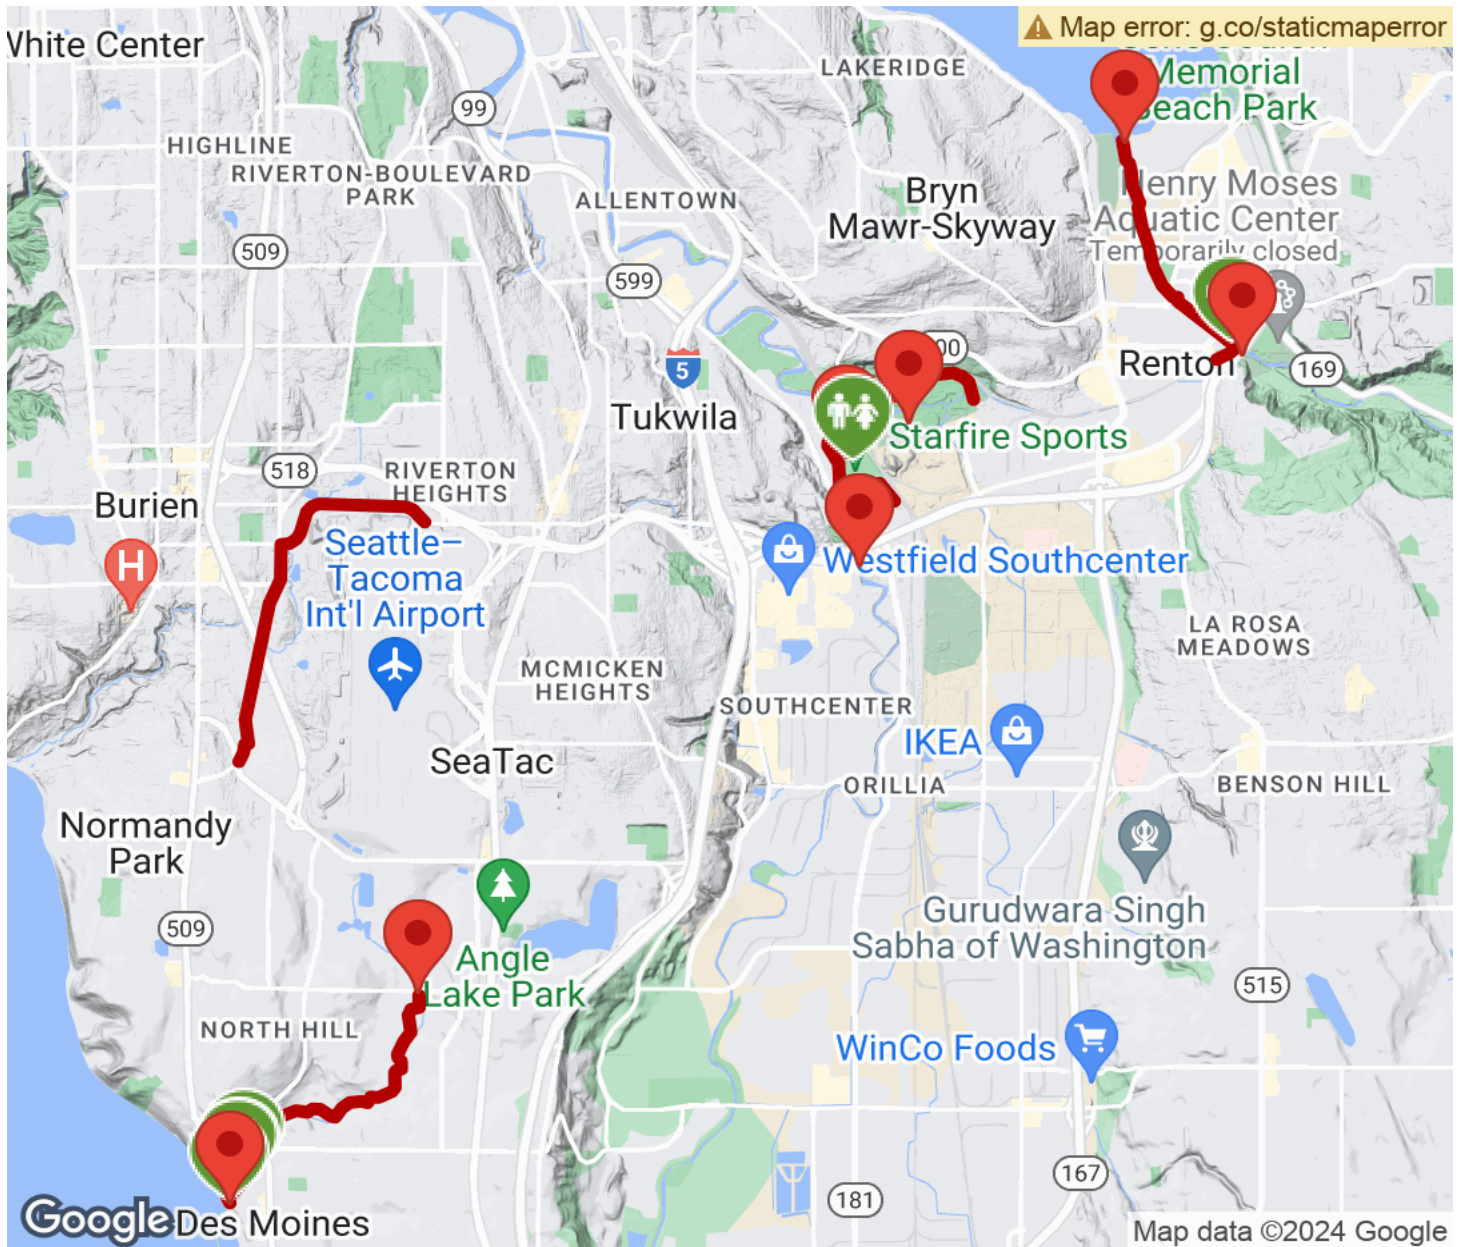 White Center
Map error: g.co/staticmaperror
LAKERIDGE
Memorial
Beach Park
99
HIGHLINE
RIVERTON-BOULEVARD
PARK
ALLENTOWN
Bryn
Mawr-Skyway
Henry Moses
Aquatic Center
Temporarily closed
509
599
5
Renton
169
Tukwila
Starfire Sports
518
RIVERTON
HEIGHTS
Burien
Seattle–
Tacoma
Int'l Airport
H
Westfield Southcenter
LA ROSA
MEADOWS
MCMICKEN
HEIGHTS
SOUTHCENTER
IKEA
SeaTac
ORILLIA
BENSON HILL
Normandy
Park
509
Gurudwara Singh
Sabha of Washington
Angle
Lake Park
515
NORTH HILL
WinCo Foods
167
181
Google
Des Moines
Map data ©2024 Google